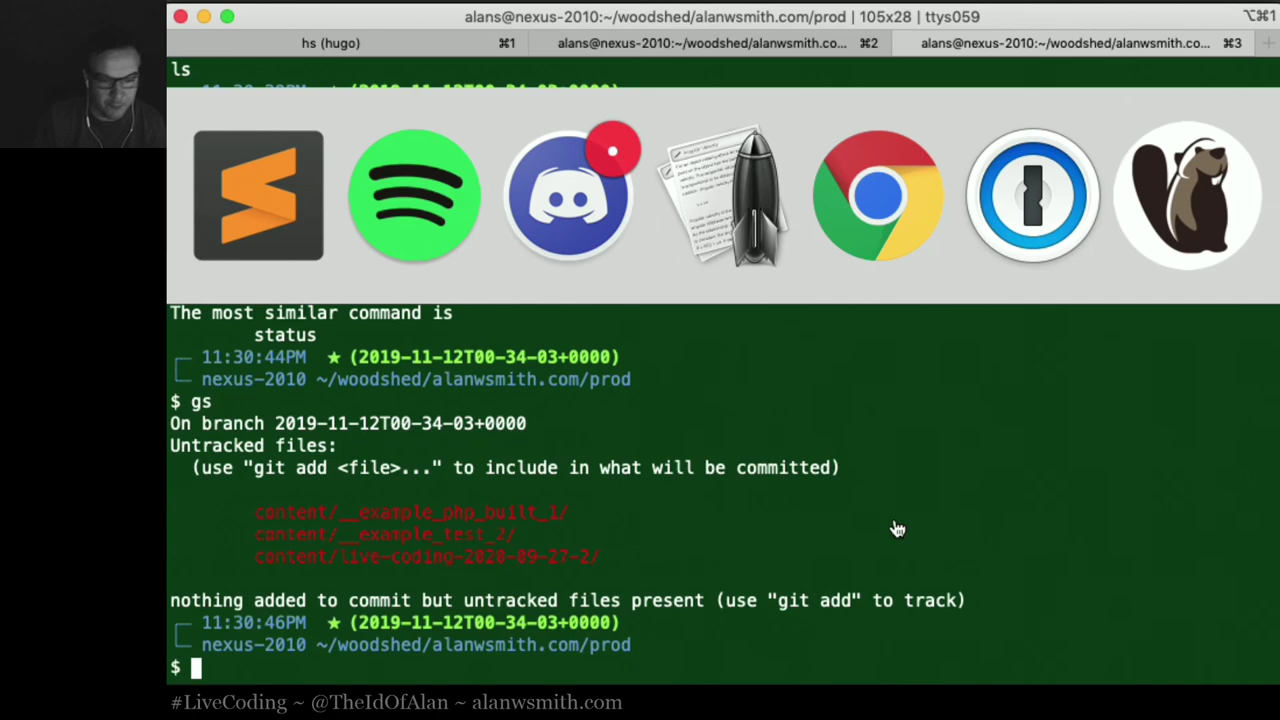 alans@nexus-2010:~/woodshed/alanwsmith.com/prod | 105x28 | ttys059
⌥⌘1
hs (hugo) ⌘1
alans@nexus-2010:~/woodshed/alanwsmith.co... ⌘2
alans@nexus-2010:~/woodshed/alanwsmith.co... ⌘3
ls
The most similar command is
status
11:30:44PM ★ (2019-11-12T00-34-03+0000)
nexus-2010 ~/woodshed/alanwsmith.com/prod
$ gs
On branch 2019-11-12T00-34-03+0000
Untracked files:
(use "git add <file>..." to include in what will be committed)
content/__example_php_built_1/
content/__example_test_2/
content/live-coding-2020-09-27-2/
nothing added to commit but untracked files present (use "git add" to track)
11:30:46PM ★ (2019-11-12T00-34-03+0000)
nexus-2010 ~/woodshed/alanwsmith.com/prod
$
#LiveCoding ~ @TheIdOfAlan ~ alanwsmith.com